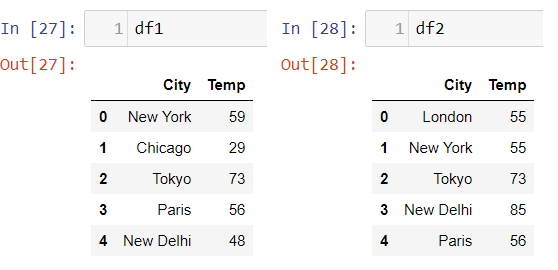 In [27]: 1 df1
Out[27]:
City Temp
0 New York 59
1 Chicago 29
2 Tokyo 73
3 Paris 56
4 New Delhi 48
In [28]: 1 df2
Out[28]:
City Temp
0 London 55
1 New York 55
2 Tokyo 73
3 New Delhi 85
4 Paris 56